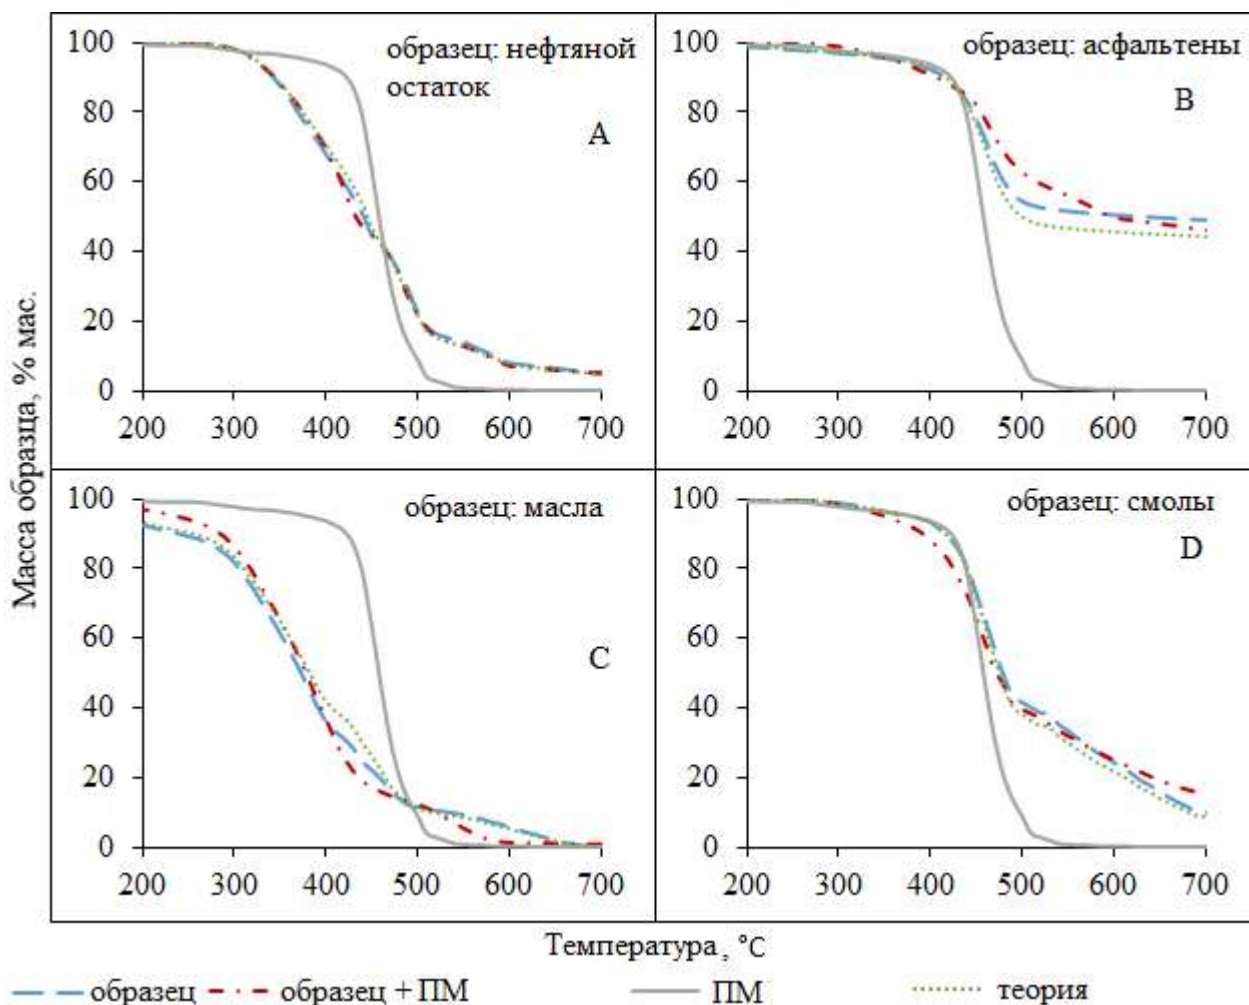 Масса образца, % мас.
100
80
60
40
20
0
образец: нефтяной
остаток
A
200 300 400 500 600 700
100
80
60
40
20
0
образец: асфальтены
B
200 300 400 500 600 700
100
80
60
40
20
0
образец: масла
C
200 300 400 500 600 700
100
80
60
40
20
0
образец: смолы
D
200 300 400 500 600 700
Температура, °C
образец образец + ПМ ПМ теория